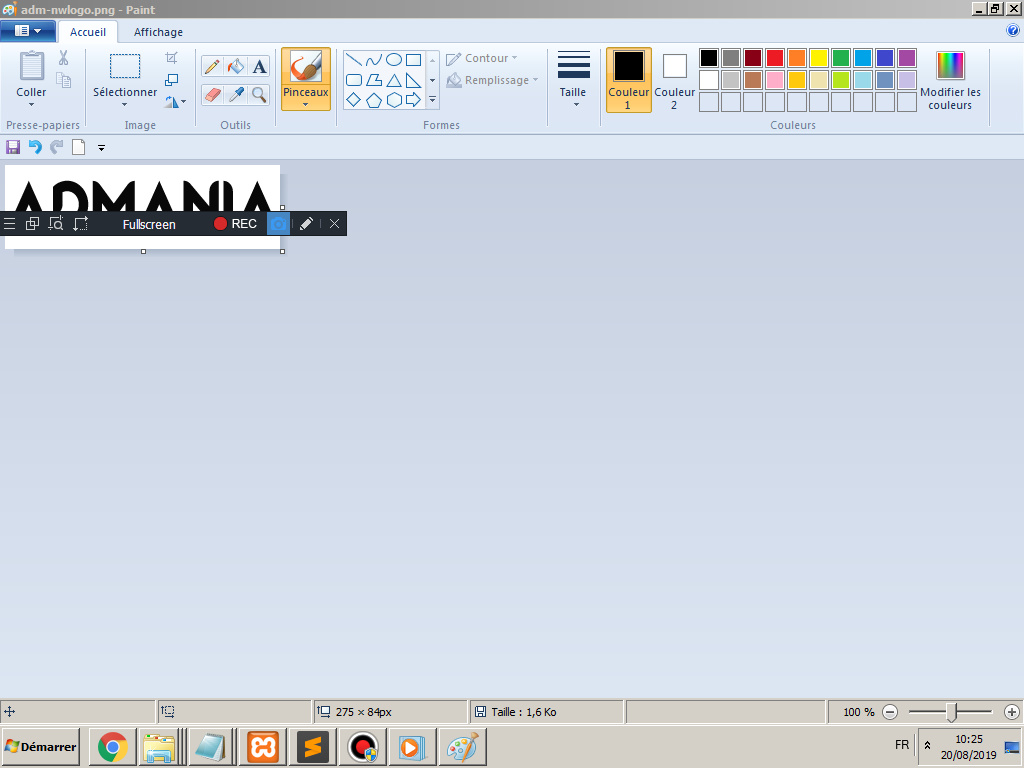 adm-nwlogo.png - Paint
Accueil
Affichage
Coller
Sélectionner
A
Pinceaux
Contour
Remplissage
Taille
Couleur
1
Couleur
2
Modifier les
couleurs
Presse-papiers
Image
Outils
Formes
Couleurs
ADMANIA
Fullscreen
REC
275 × 84px
Taille : 1,6 Ko
100 %
Démarrer
FR
10:25
20/08/2019